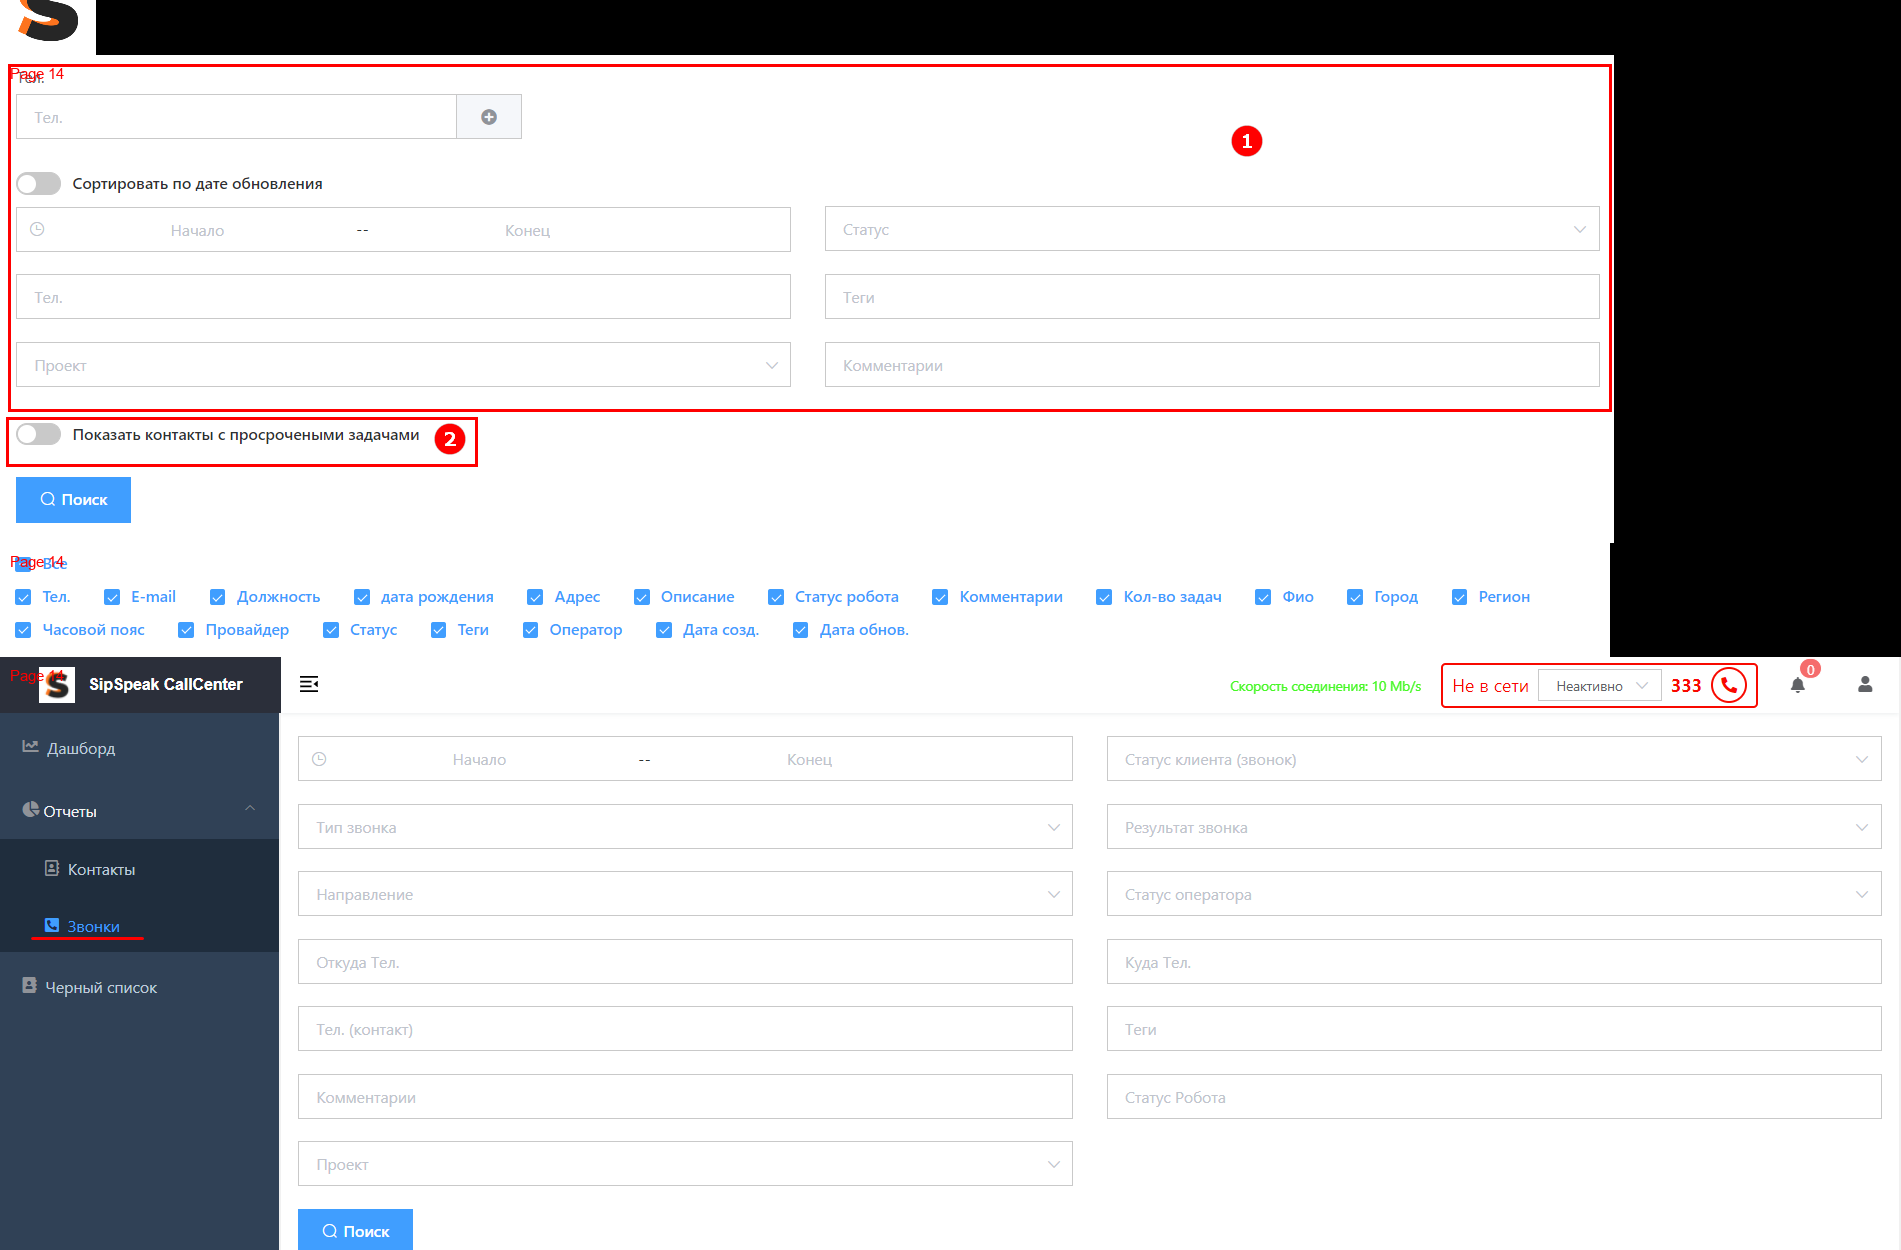 Page 14
Тел.
Тел.
1
Сортировать по дате обновления
Начало -- Конец
Статус
Тел.
Теги
Проект
Комментарии
Показать контакты с просрочеными задачами 2
Поиск
Page 14
Все
Тел. E-mail Должность дата рождения Адрес Описание Статус робота Комментарии Кол-во задач Фио Город Регион
Часовой пояс Провайдер Статус Теги Оператор Дата созд. Дата обнов.
Page 14
SipSpeak CallCenter
Скорость соединения: 10 Mb/s
Не в сети Неактивно 333
0
Дашборд
Отчеты
Контакты
Звонки
Черный список
Начало -- Конец
Статус клиента (звонок)
Тип звонка
Результат звонка
Направление
Статус оператора
Откуда Тел.
Куда Тел.
Тел. (контакт)
Теги
Комментарии
Статус Робота
Проект
Поиск